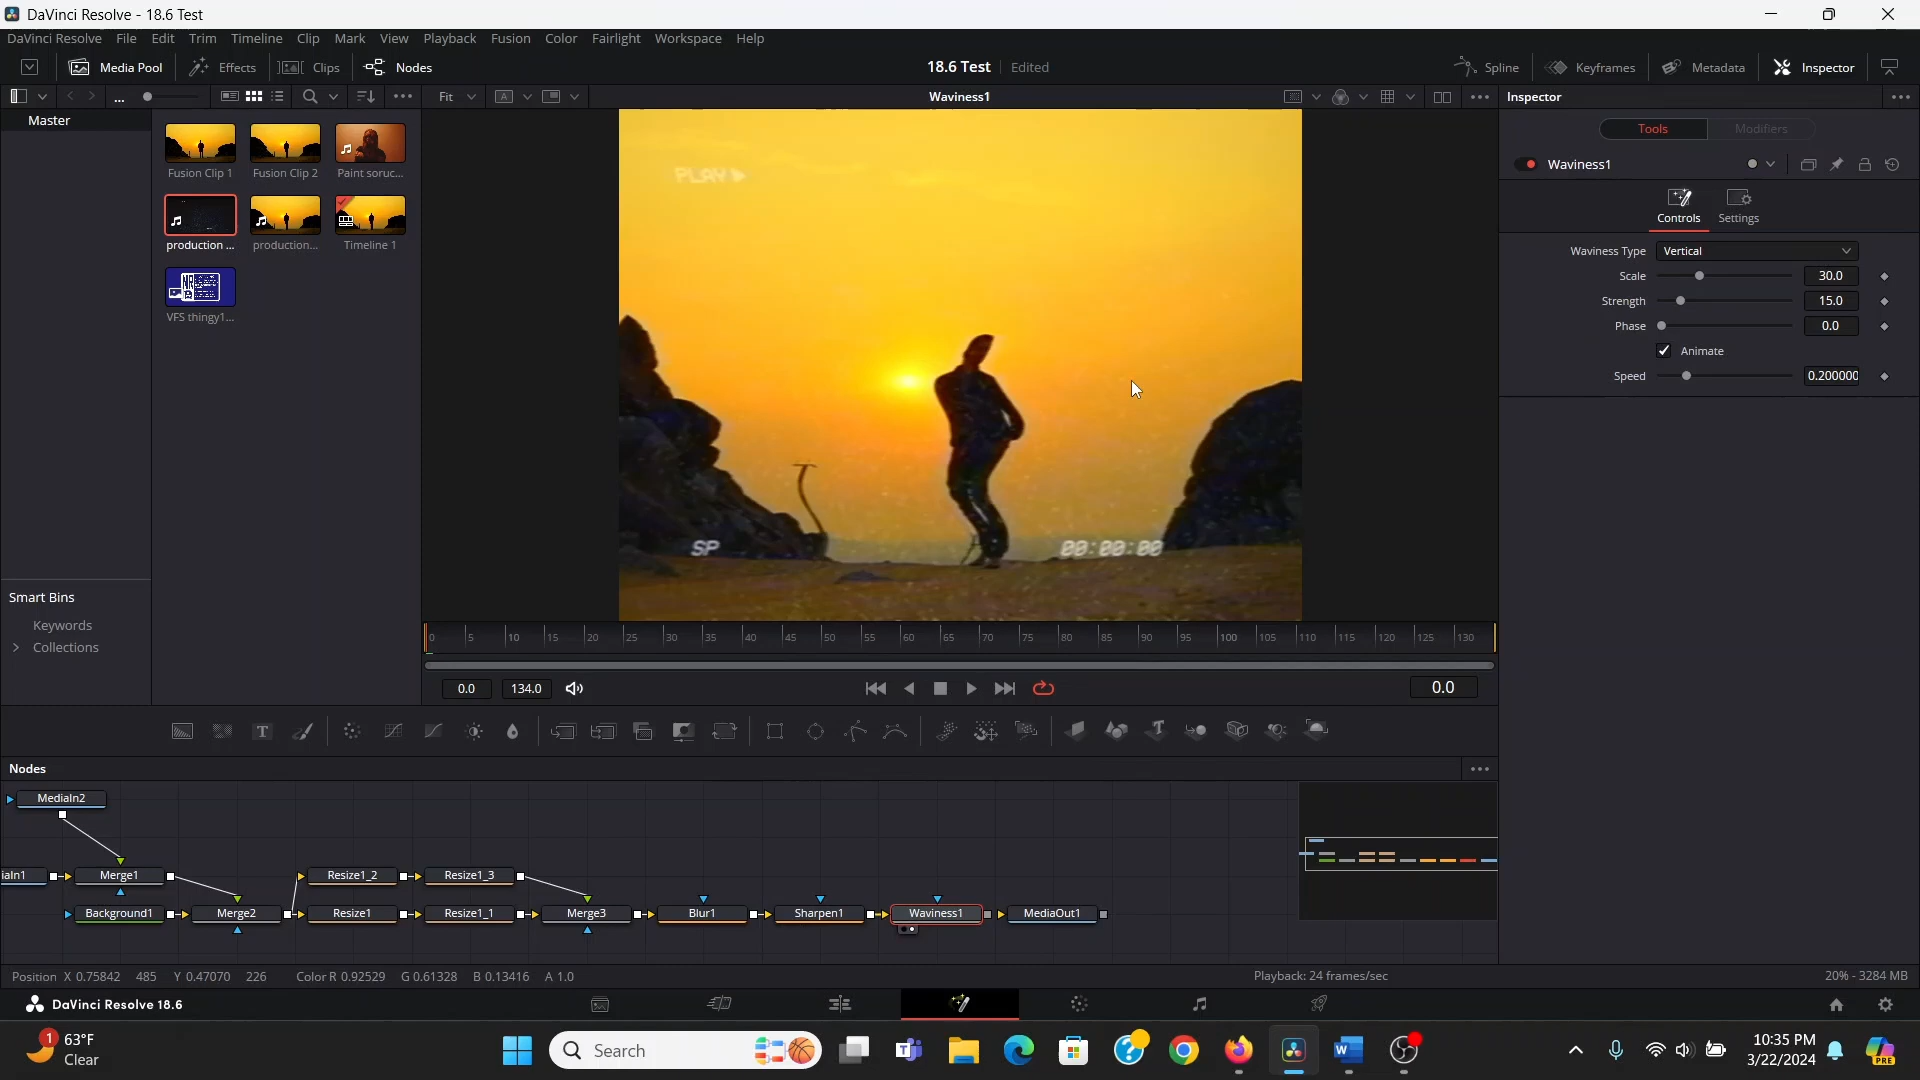 DaVinci Resolve - 18.6 Test
DaVinci Resolve File Edit Trim Timeline Clip Mark View Playback Fusion Color Fairlight Workspace Help
Media Pool Effects Clips Nodes 18.6 Test Edited Spline Keyframes Metadata Inspector
... Fit A Waviness1 Inspector
Master
Tools Modifiers
Waviness1
Fusion Clip 1 Fusion Clip 2 Paint soruc...
PLAY
Controls Settings
production ... production... Timeline 1
Waviness Type Vertical
Scale 30.0
Strength 15.0
Phase 0.0
VFS thingy1...
Animate
Speed 0.200000
SP 00:00:00
Smart Bins
Keywords
Collections
0 5 10 15 20 25 30 35 40 45 50 55 60 65 70 75 80 85 90 95 100 105 110 115 120 125 130
0.0 134.0 0.0
T T
Nodes
MediaIn2
iaIn1 Merge1 Resize1_2 Resize1_3
Background1 Merge2 Resize1 Resize1_1 Merge3 Blur1 Sharpen1 Waviness1 MediaOut1
Position X 0.75842 485 Y 0.47070 226 Color R 0.92529 G 0.61328 B 0.13416 A 1.0 Playback: 24 frames/sec 20% - 3284 MB
DaVinci Resolve 18.6
1 63°F
Clear
Search
W
10:35 PM
3/22/2024
PRE